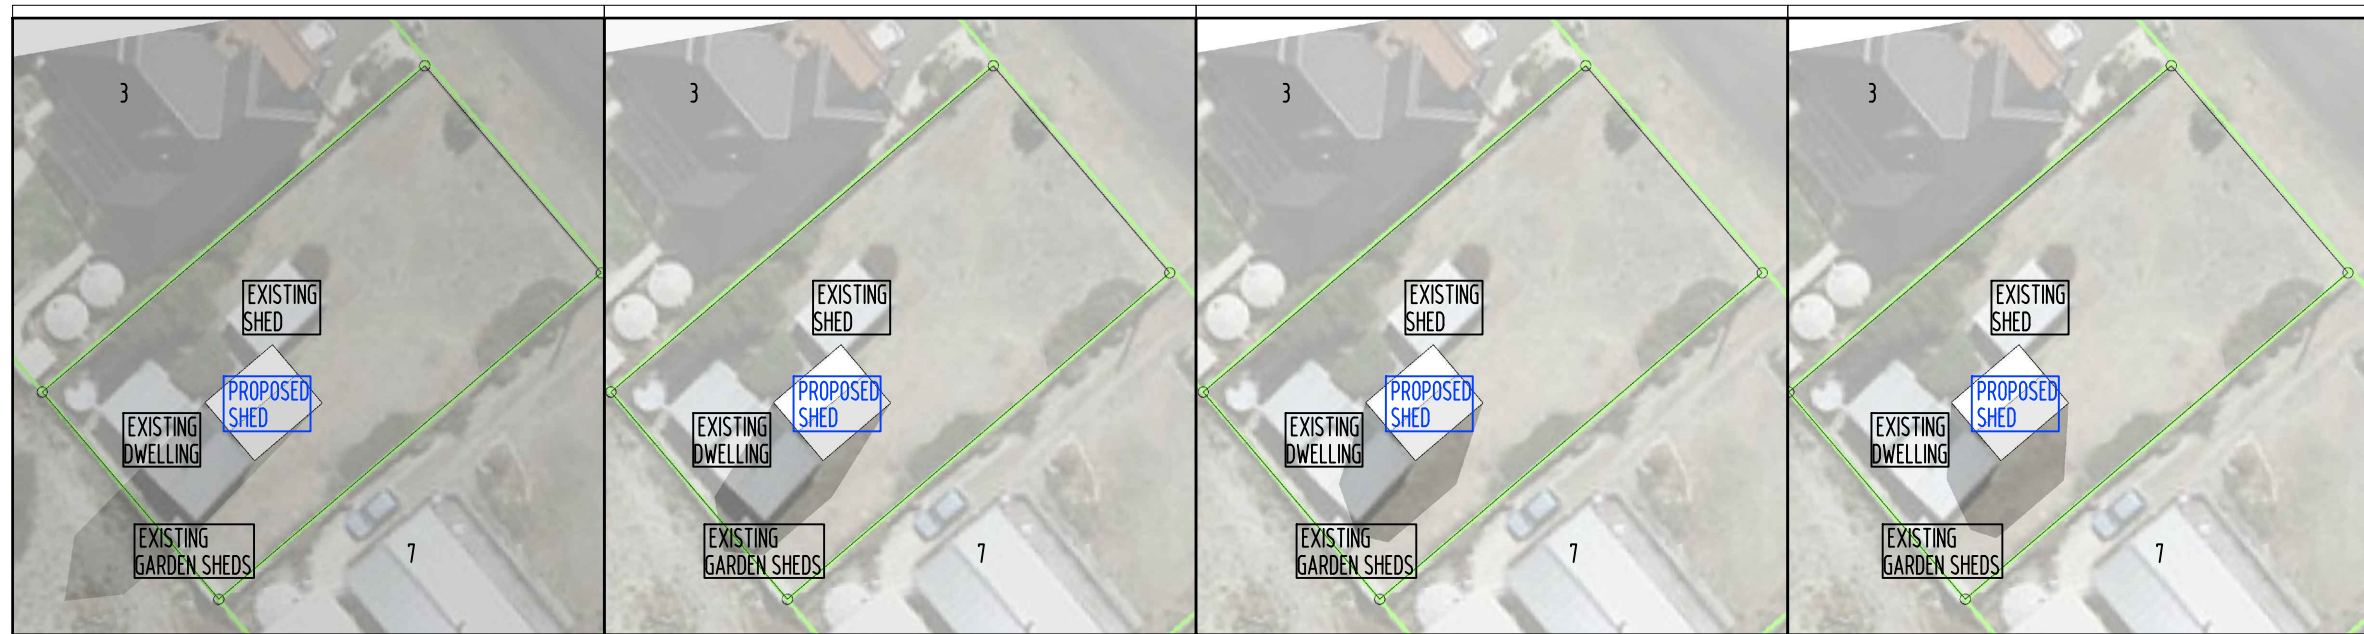 3
EXISTING
SHED
PROPOSED
SHED
EXISTING
DWELLING
EXISTING
GARDEN SHEDS
7
3
EXISTING
SHED
PROPOSED
SHED
EXISTING
DWELLING
EXISTING
GARDEN SHEDS
7
3
EXISTING
SHED
PROPOSED
SHED
EXISTING
DWELLING
EXISTING
GARDEN SHEDS
7
3
EXISTING
SHED
PROPOSED
SHED
EXISTING
DWELLING
EXISTING
GARDEN SHEDS
7